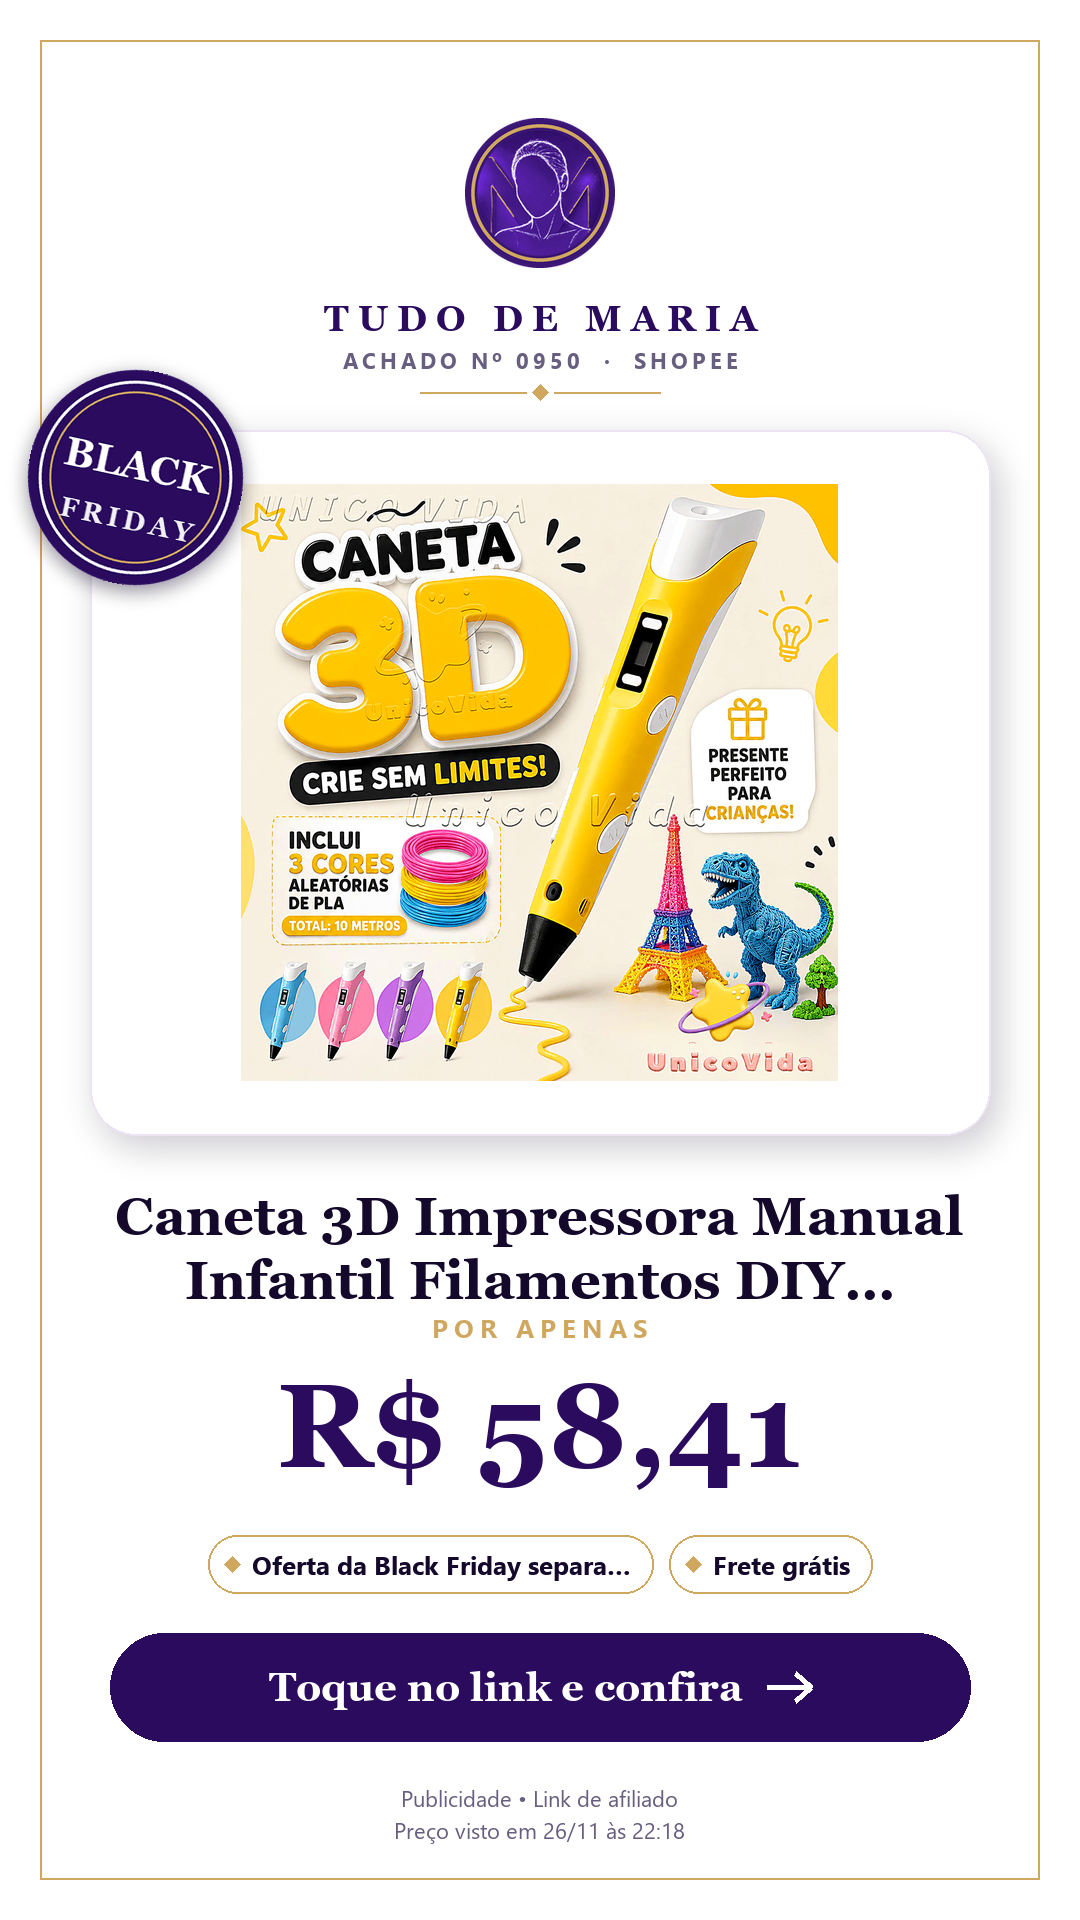 TUDO DE MARIA
ACHADO Nº 0950 · SHOPEE
BLACK
FRIDAY
UNICO VIDA
CANETA
3D
UnicoVida
CRIE SEM LIMITES!
Unico Vida
PRESENTE
PERFEITO
PARA
CRIANÇAS!
INCLUI
3 CORES
ALEATÓRIAS
DE PLA
TOTAL: 10 METROS
UnicoVida
Caneta 3D Impressora Manual
Infantil Filamentos DIY...
POR APENAS
R$ 58,41
Oferta da Black Friday separa...
Frete grátis
Toque no link e confira →
Publicidade • Link de afiliado
Preço visto em 26/11 às 22:18